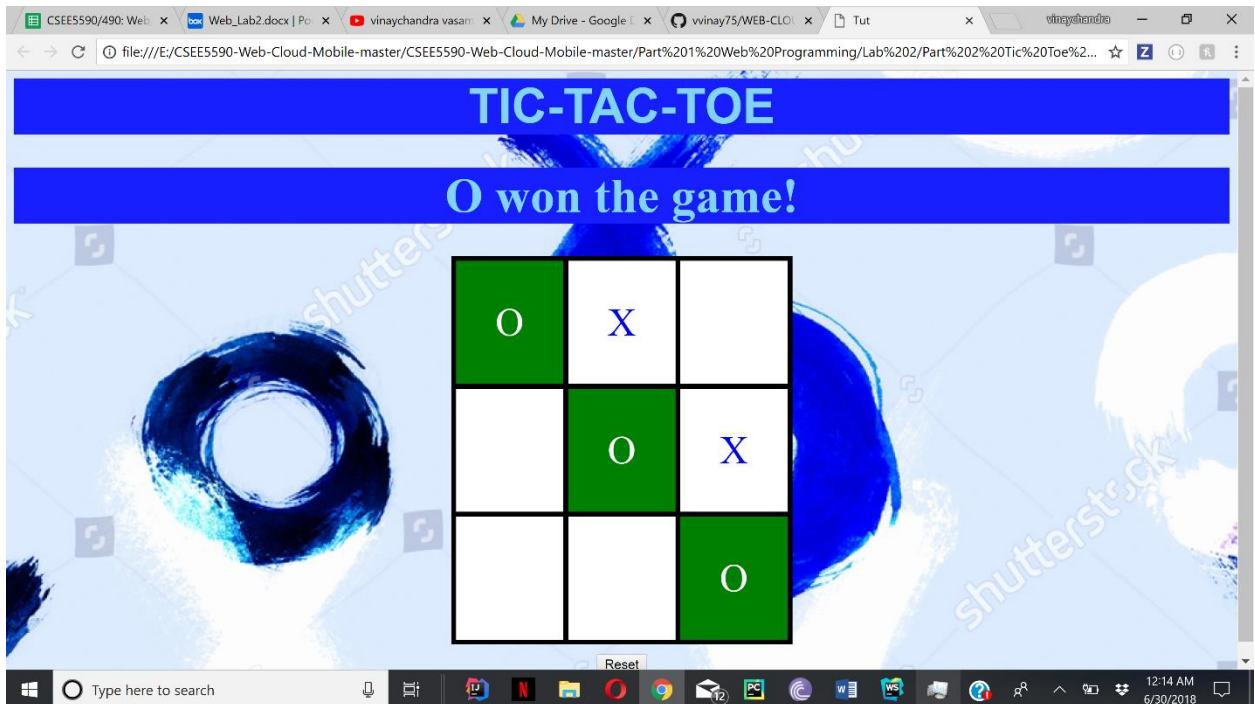 CSEE5590/490: Web
Web_Lab2.docx | Po
vinaychandra vasam
My Drive - Google D
vvinay75/WEB-CLOU
Tut
vinaychandra
file:///E:/CSEE5590-Web-Cloud-Mobile-master/CSEE5590-Web-Cloud-Mobile-master/Part%201%20Web%20Programming/Lab%202/Part%202%20Tic%20Toe%2...
TIC-TAC-TOE
O won the game!
O X
O X
O
Reset
shutterstock
shutterstock
Type here to search
12
12:14 AM
6/30/2018